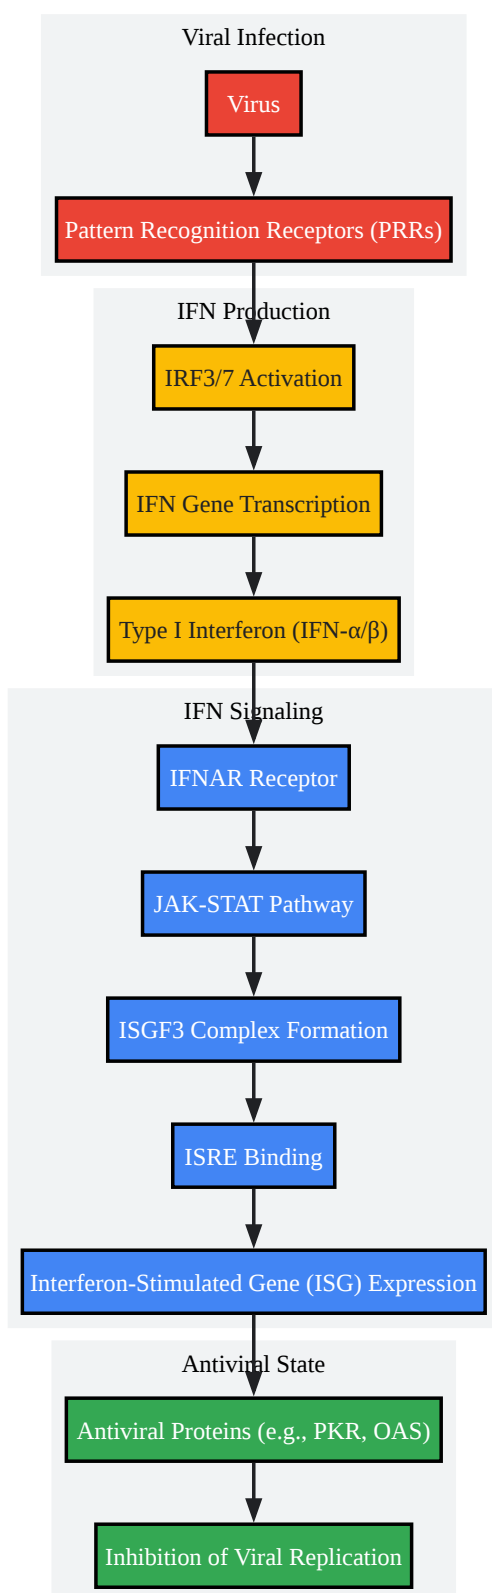 Viral Infection
Virus
Pattern Recognition Receptors (PRRs)
IFN Production
IRF3/7 Activation
IFN Gene Transcription
Type I Interferon (IFN-α/β)
IFN Signaling
IFNAR Receptor
JAK-STAT Pathway
ISGF3 Complex Formation
ISRE Binding
Interferon-Stimulated Gene (ISG) Expression
Antiviral State
Antiviral Proteins (e.g., PKR, OAS)
Inhibition of Viral Replication